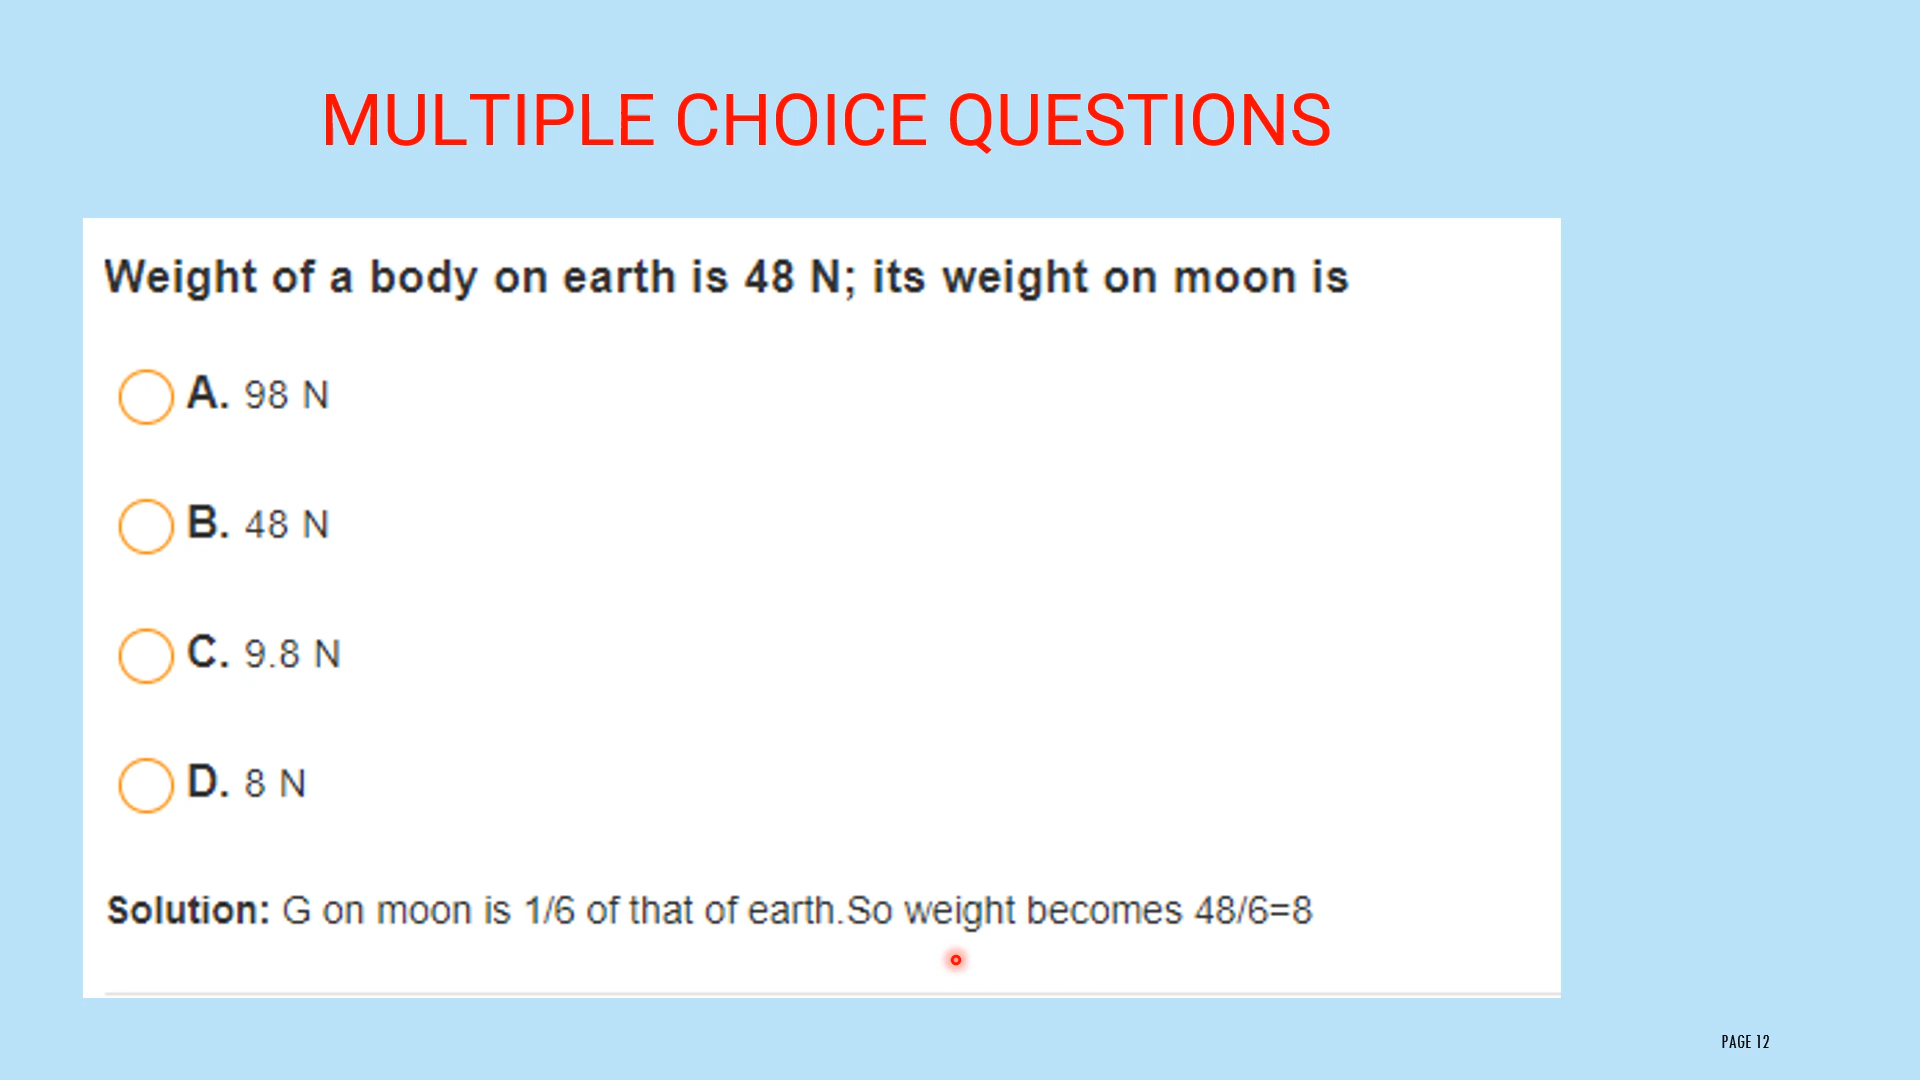 MULTIPLE CHOICE QUESTIONS
Weight of a body on earth is 48 N; its weight on moon is
A. 98 N
B. 48 N
C. 9.8 N
D. 8 N
Solution: G on moon is 1/6 of that of earth.So weight becomes 48/6=8
PAGE 12